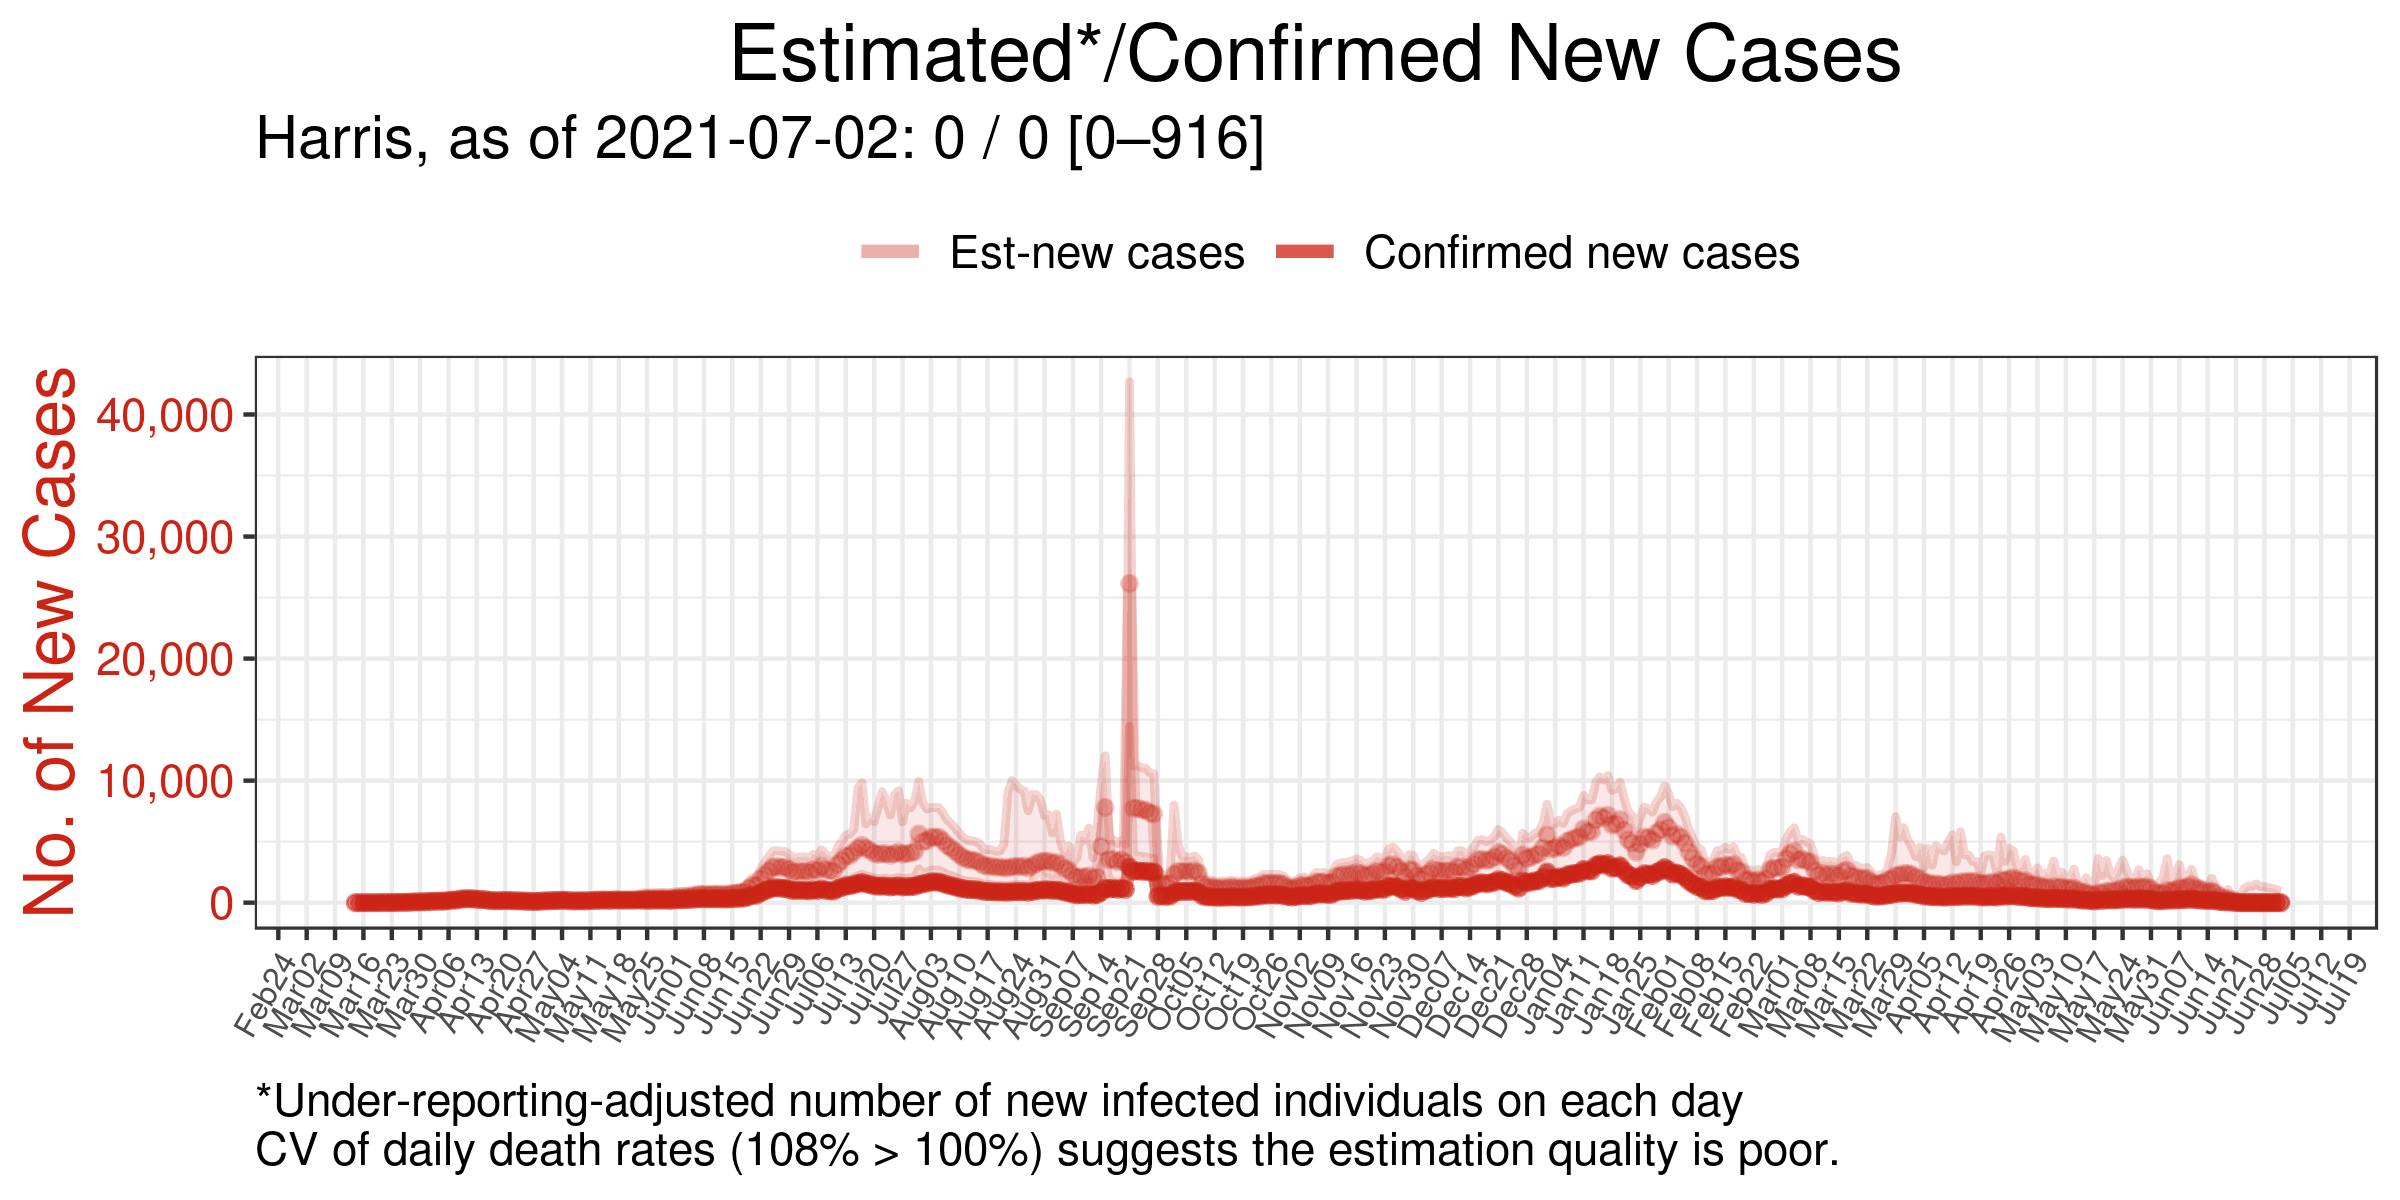 Estimated*/Confirmed New Cases
Harris, as of 2021-07-02: 0 / 0 [0–916]
Est-new cases
Confirmed new cases
No. of New Cases
40,000
30,000
20,000
10,000
0
Feb24
Mar02
Mar09
Mar16
Mar23
Mar30
Apr06
Apr13
Apr20
Apr27
May04
May11
May18
May25
Jun01
Jun08
Jun15
Jun22
Jun29
Jul06
Jul13
Jul20
Jul27
Aug03
Aug10
Aug17
Aug24
Aug31
Sep07
Sep14
Sep21
Sep28
Oct05
Oct12
Oct19
Oct26
Nov02
Nov09
Nov16
Nov23
Nov30
Dec07
Dec14
Dec21
Dec28
Jan04
Jan11
Jan18
Jan25
Feb01
Feb08
Feb15
Feb22
Mar01
Mar08
Mar15
Mar22
Mar29
Apr05
Apr12
Apr19
Apr26
May03
May10
May17
May24
May31
Jun07
Jun14
Jun21
Jun28
Jul05
Jul12
Jul19
*Under-reporting-adjusted number of new infected individuals on each day
CV of daily death rates (108% > 100%) suggests the estimation quality is poor.